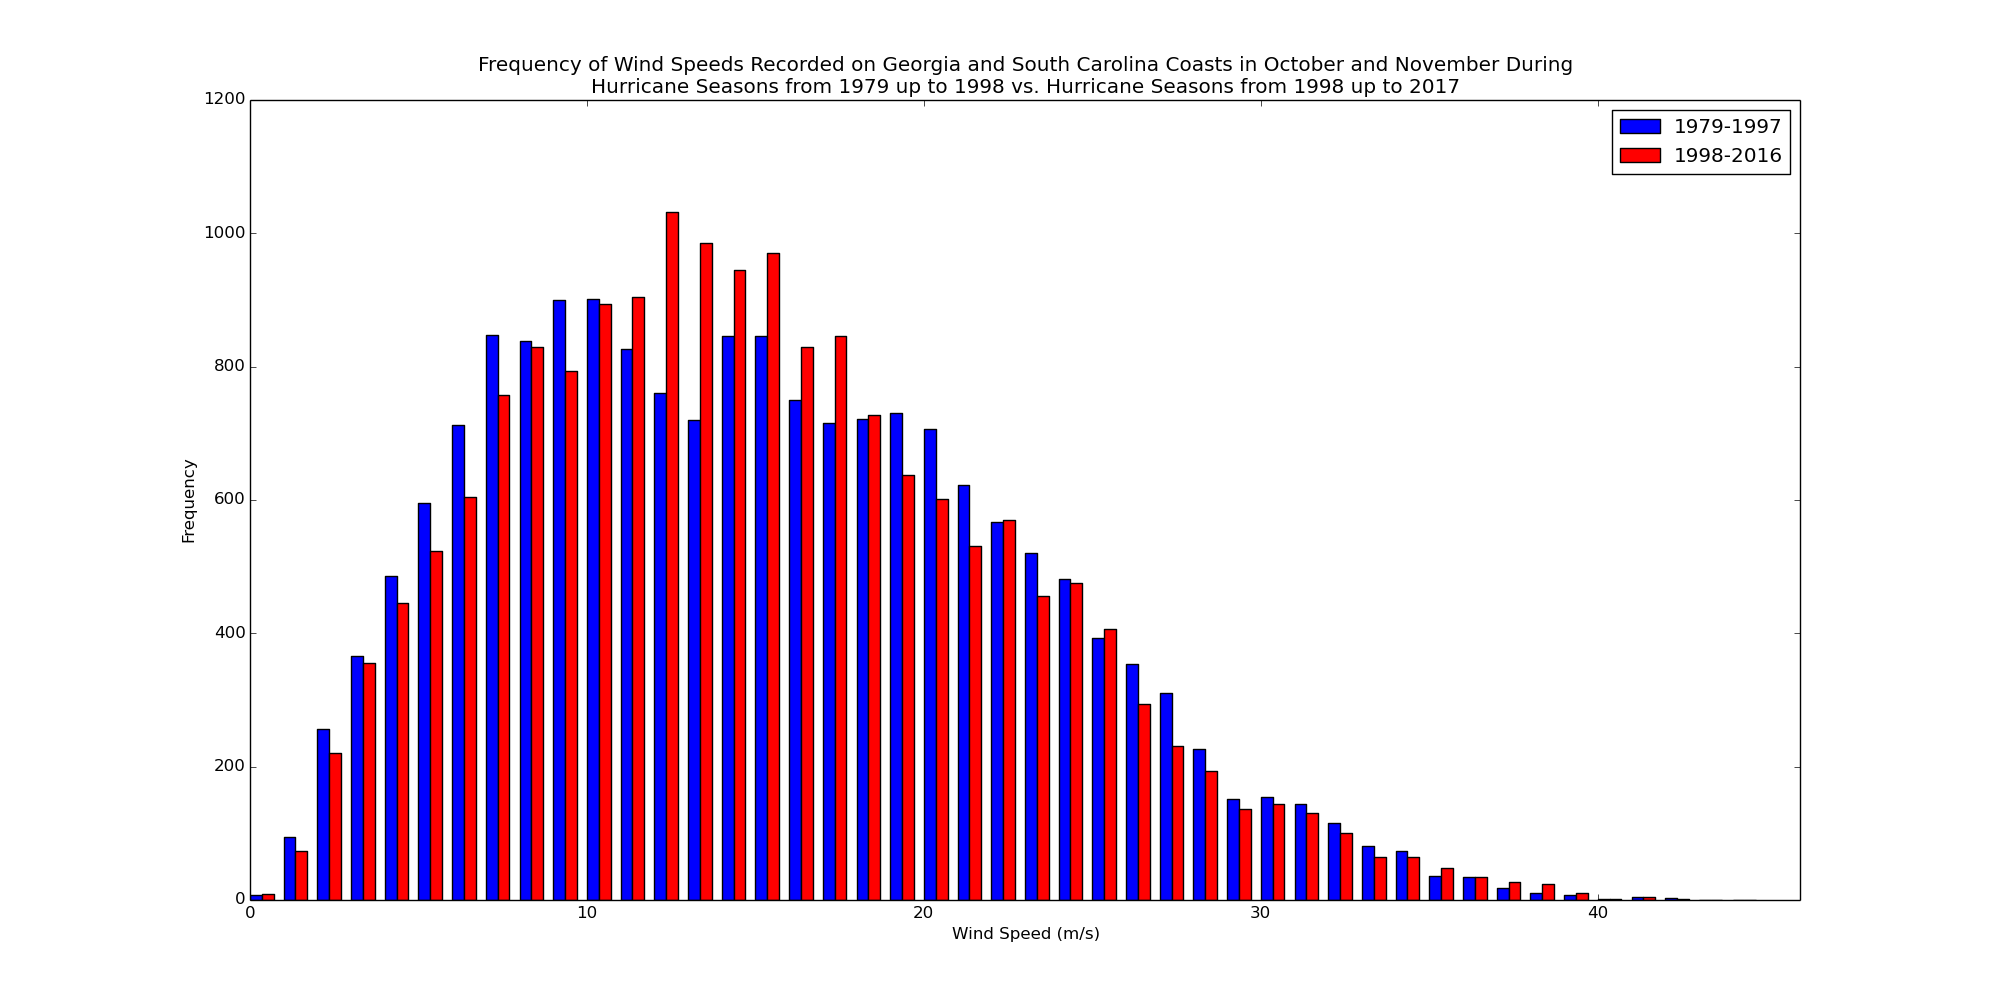 Frequency of Wind Speeds Recorded on Georgia and South Carolina Coasts in October and November During
Hurricane Seasons from 1979 up to 1998 vs. Hurricane Seasons from 1998 up to 2017
1979-1997
1998-2016
1200
1000
800
600
400
200
0
Frequency
0 10 20 30 40
Wind Speed (m/s)